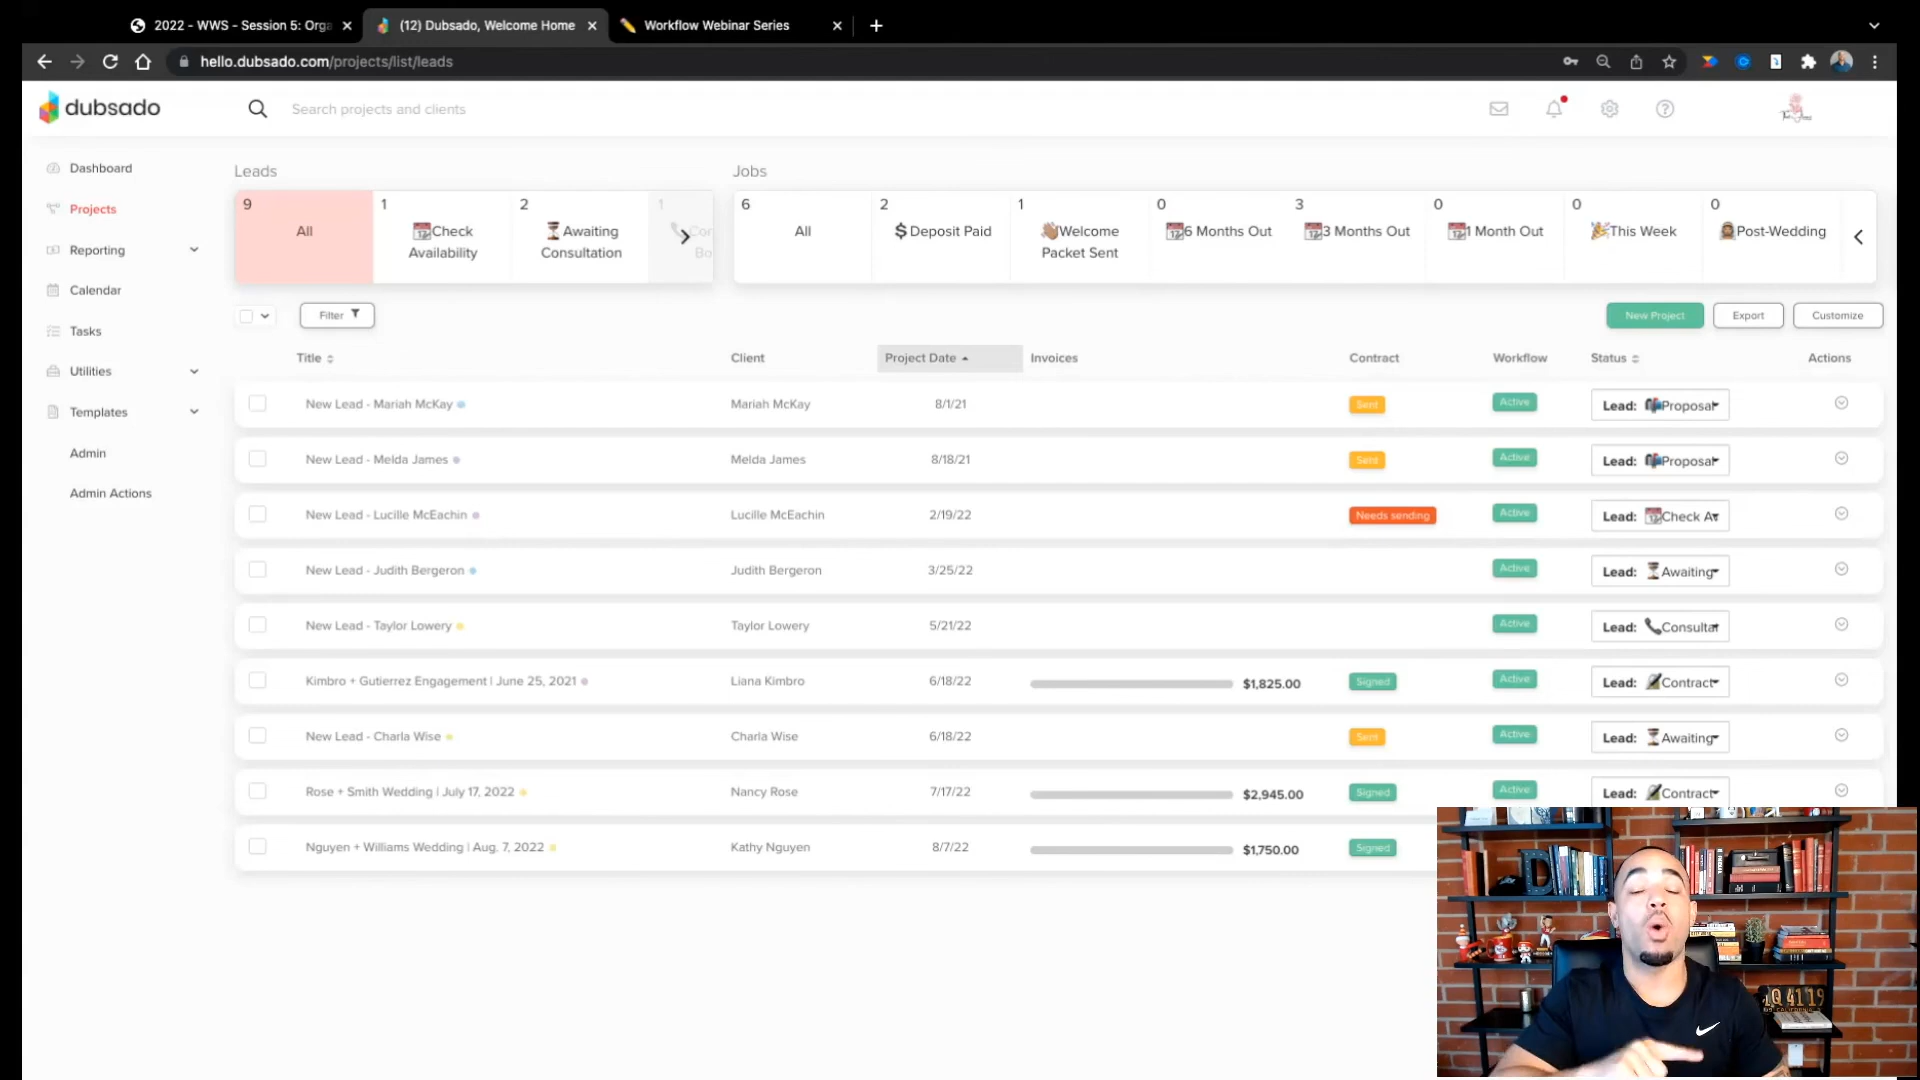 2022 - WWS - Session 5: Orga
(12) Dubsado, Welcome Home
Workflow Webinar Series
hello.dubsado.com/projects/list/leads
dubsado
Search projects and clients
Dashboard
Projects
Reporting
Calendar
Tasks
Utilities
Templates
Admin
Admin Actions
Leads
9
All
1
Check
Availability
2
Awaiting
Consultation
1
Con
Bo
Jobs
6
All
2
Deposit Paid
1
Welcome
Packet Sent
0
6 Months Out
3
3 Months Out
0
1 Month Out
0
This Week
0
Post-Wedding
Filter
New Project
Export
Customize
Title Client Project Date Invoices Contract Workflow Status Actions
New Lead - Mariah McKay Mariah McKay 8/1/21 Sent Active Lead: Proposal
New Lead - Melda James Melda James 8/18/21 Sent Active Lead: Proposal
New Lead - Lucille McEachin Lucille McEachin 2/19/22 Needs sending Active Lead: Check Av
New Lead - Judith Bergeron Judith Bergeron 3/25/22 Active Lead: Awaiting
New Lead - Taylor Lowery Taylor Lowery 5/21/22 Active Lead: Consultat
Kimbro + Gutierrez Engagement | June 25, 2021 Liana Kimbro 6/18/22 $1,825.00 Signed Active Lead: Contract
New Lead - Charla Wise Charla Wise 6/18/22 Sent Active Lead: Awaiting
Rose + Smith Wedding | July 17, 2022 Nancy Rose 7/17/22 $2,945.00 Signed Active Lead: Contract
Nguyen + Williams Wedding | Aug. 7, 2022 Kathy Nguyen 8/7/22 $1,750.00 Signed
D
1Q 41 19